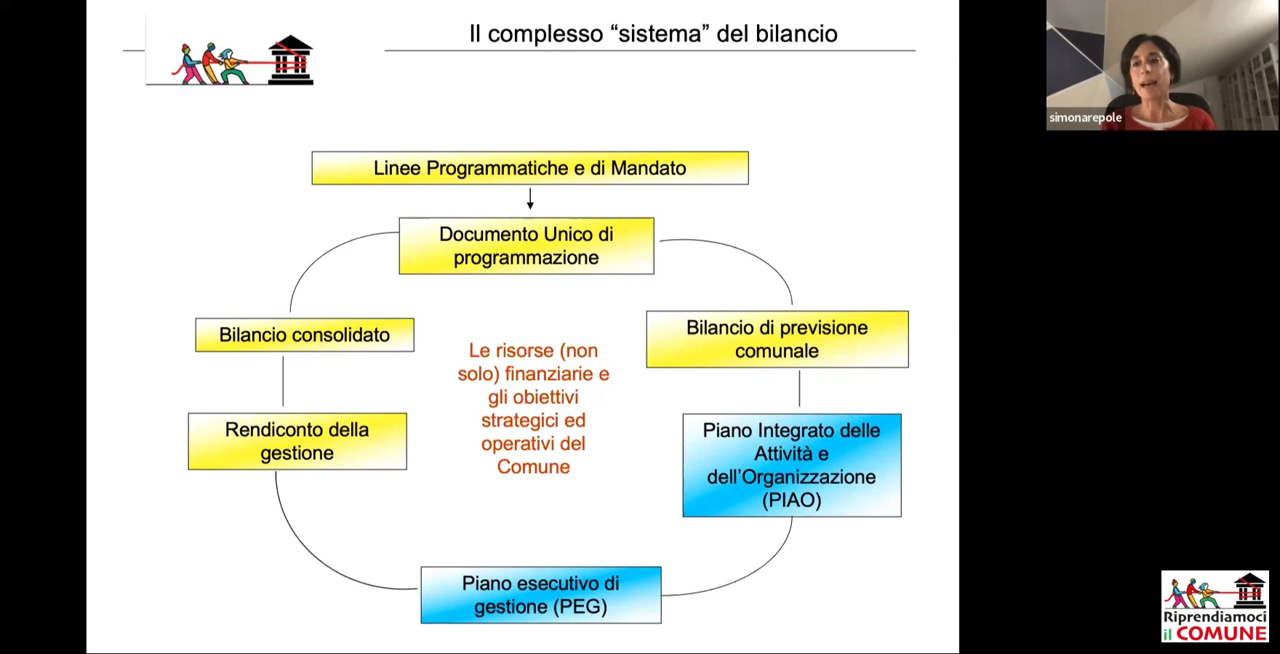 Il complesso “sistema” del bilancio
simonarepole
Linee Programmatiche e di Mandato
Documento Unico di
programmazione
Bilancio consolidato
Bilancio di previsione
comunale
Le risorse (non
solo) finanziarie e
gli obiettivi
strategici ed
operativi del
Comune
Rendiconto della
gestione
Piano Integrato delle
Attività e
dell’Organizzazione
(PIAO)
Piano esecutivo di
gestione (PEG)
Riprendiamoci
il COMUNE